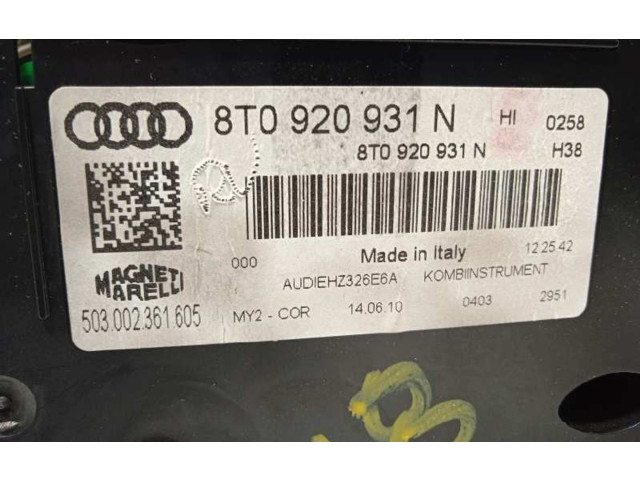 8T0 920 931 N HI 0258
8T0 920 931 N H38
000 Made in Italy 12:25:42
AUDIEHZ326E6A KOMBIINSTRUMENT
MAGNETI
MARELLI
503.002.361.605 MY2 - COR 14.06.10 0403 2951